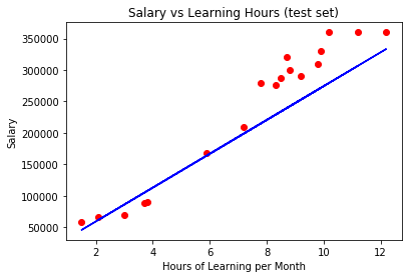 Salary vs Learning Hours (test set)
350000
300000
250000
200000
150000
100000
50000
Salary
2 4 6 8 10 12
Hours of Learning per Month